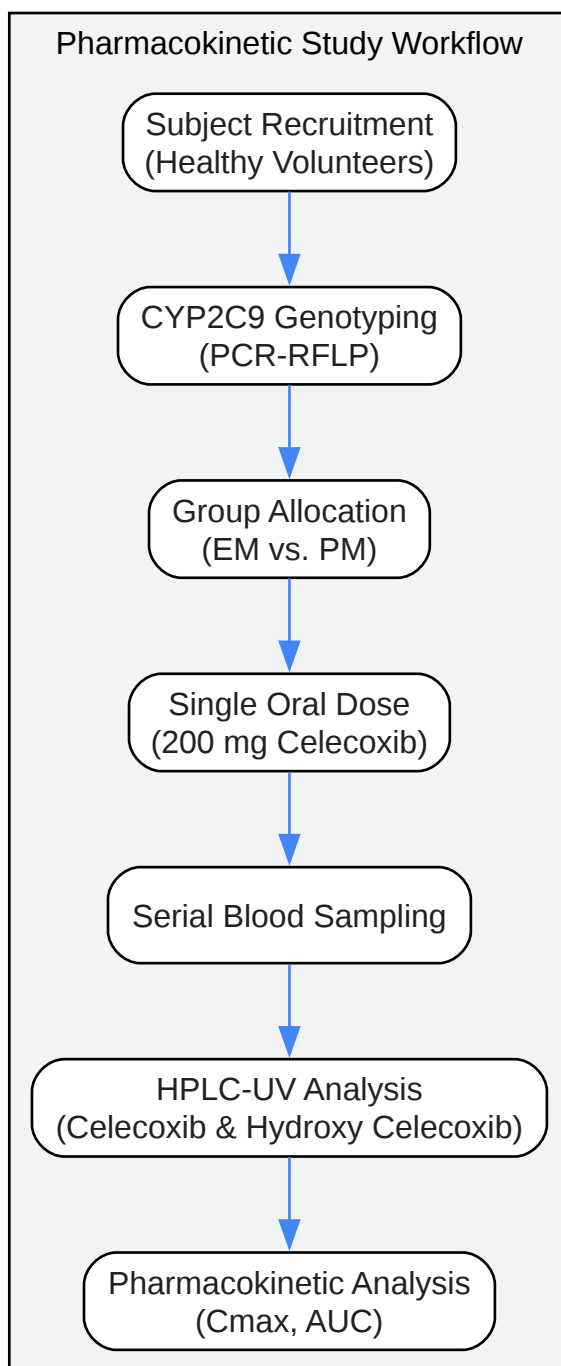 Pharmacokinetic Study Workflow
Subject Recruitment
(Healthy Volunteers)
CYP2C9 Genotyping
(PCR-RFLP)
Group Allocation
(EM vs. PM)
Single Oral Dose
(200 mg Celecoxib)
Serial Blood Sampling
HPLC-UV Analysis
(Celecoxib & Hydroxy Celecoxib)
Pharmacokinetic Analysis
(Cmax, AUC)